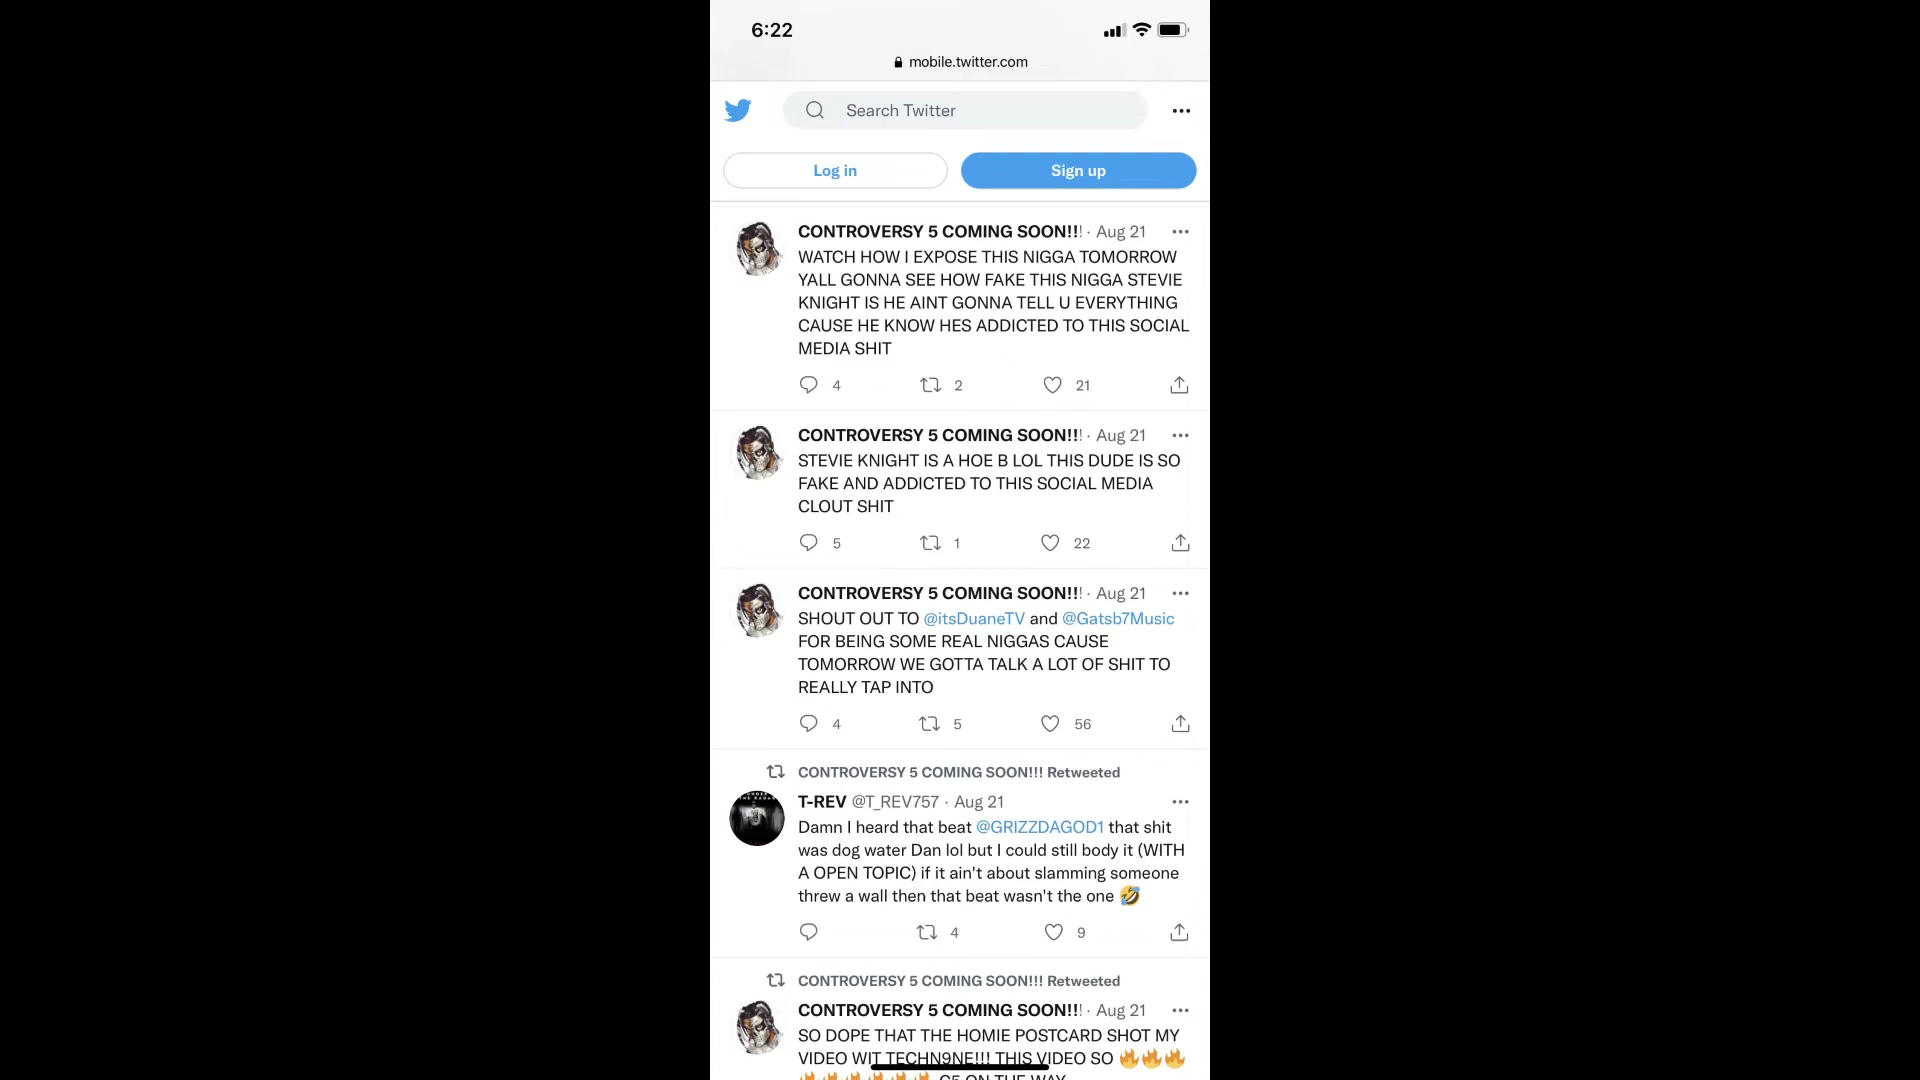 6:22
mobile.twitter.com
Search Twitter
Log in
Sign up
CONTROVERSY 5 COMING SOON!!! · Aug 21
WATCH HOW I EXPOSE THIS NIGGA TOMORROW
YALL GONNA SEE HOW FAKE THIS NIGGA STEVIE
KNIGHT IS HE AINT GONNA TELL U EVERYTHING
CAUSE HE KNOW HES ADDICTED TO THIS SOCIAL
MEDIA SHIT
4 2 21
CONTROVERSY 5 COMING SOON!!! · Aug 21
STEVIE KNIGHT IS A HOE B LOL THIS DUDE IS SO
FAKE AND ADDICTED TO THIS SOCIAL MEDIA
CLOUT SHIT
5 1 22
CONTROVERSY 5 COMING SOON!!! · Aug 21
SHOUT OUT TO @itsDuaneTV and @Gatsb7Music
FOR BEING SOME REAL NIGGAS CAUSE
TOMORROW WE GOTTA TALK A LOT OF SHIT TO
REALLY TAP INTO
4 5 56
CONTROVERSY 5 COMING SOON!!! Retweeted
T-REV @T_REV757 · Aug 21
Damn I heard that beat @GRIZZDAGOD1 that shit
was dog water Dan lol but I could still body it (WITH
A OPEN TOPIC) if it ain't about slamming someone
threw a wall then that beat wasn't the one 🤣
4 9
CONTROVERSY 5 COMING SOON!!! Retweeted
CONTROVERSY 5 COMING SOON!!! · Aug 21
SO DOPE THAT THE HOMIE POSTCARD SHOT MY
VIDEO WIT TECHN9NE!!! THIS VIDEO SO 🔥🔥🔥
🔥🔥🔥🔥🔥🔥 C5 ON THE WAY